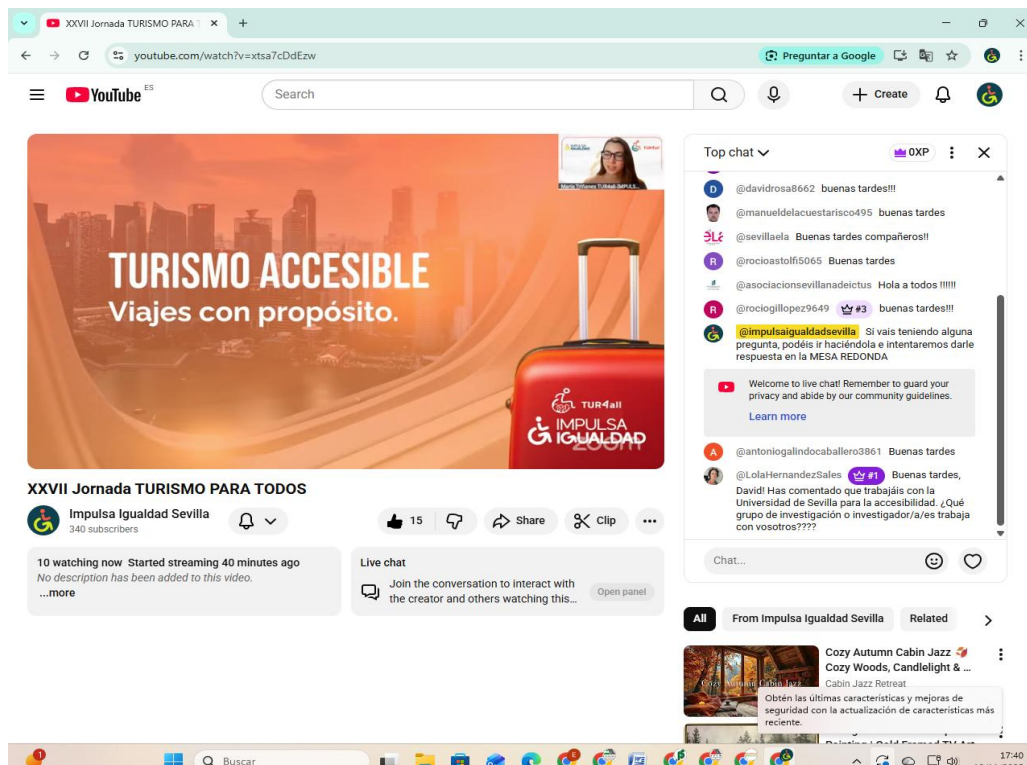 XXVII Jornada TURISMO PARA T
youtube.com/watch?v=xtsa7cDdEzw
Preguntar a Google
YouTube ES
Search
Create
TURISMO ACCESIBLE
Viajes con propósito.
TUR4all
IMPULSA
IGUALDAD
zoom
XXVII Jornada TURISMO PARA TODOS
Impulsa Igualdad Sevilla
340 subscribers
15
Share
Clip
10 watching now Started streaming 40 minutes ago
No description has been added to this video.
...more
Live chat
Join the conversation to interact with
the creator and others watching this...
Open panel
Top chat
0XP
D
@davidrosa8662 buenas tardes!!!
@manueldelacuestarisco495 buenas tardes
@sevillaela Buenas tardes compañeros!!
R
@rocioastolfi5065 Buenas tardes
@asociacionsevillanadeictus Hola a todos !!!!!!
R
@rociogillopez9649 #3 buenas tardes!!!
@impulsaigualdadsevilla Si vais teniendo alguna
pregunta, podéis ir haciéndola e intentaremos darle
respuesta en la MESA REDONDA
Welcome to live chat! Remember to guard your
privacy and abide by our community guidelines.
Learn more
A
@antoniogalindocaballero3861 Buenas tardes
@LolaHernandezSales #1 Buenas tardes,
David! Has comentado que trabajáis con la
Universidad de Sevilla para la accesibilidad. ¿Qué
grupo de investigación o investigador/a/es trabaja
con vosotros????
Chat...
All
From Impulsa Igualdad Sevilla
Related
Cozy Autumn Cabin Jazz
Cozy Woods, Candlelight & ...
Cabin Jazz Retreat
Cozy Autumn Cabin Jazz
Obtén las últimas características y mejoras de
seguridad con la actualización de características más
reciente.
1
Buscar
17:40